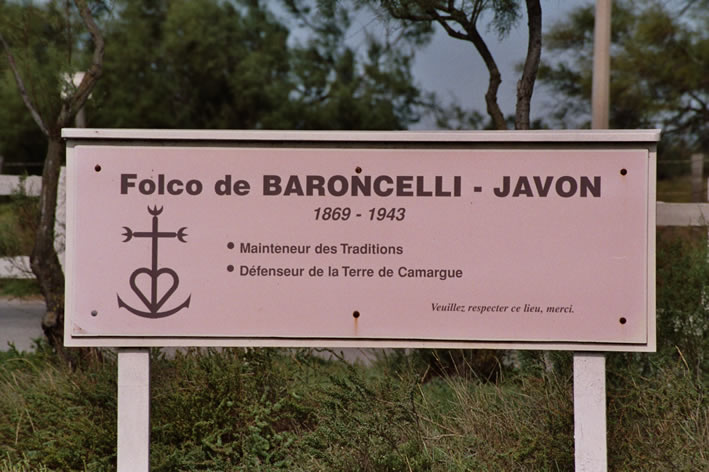 Folco de BARONCELLI - JAVON
1869 - 1943
• Mainteneur des Traditions
• Défenseur de la Terre de Camargue
Veuillez respecter ce lieu, merci.